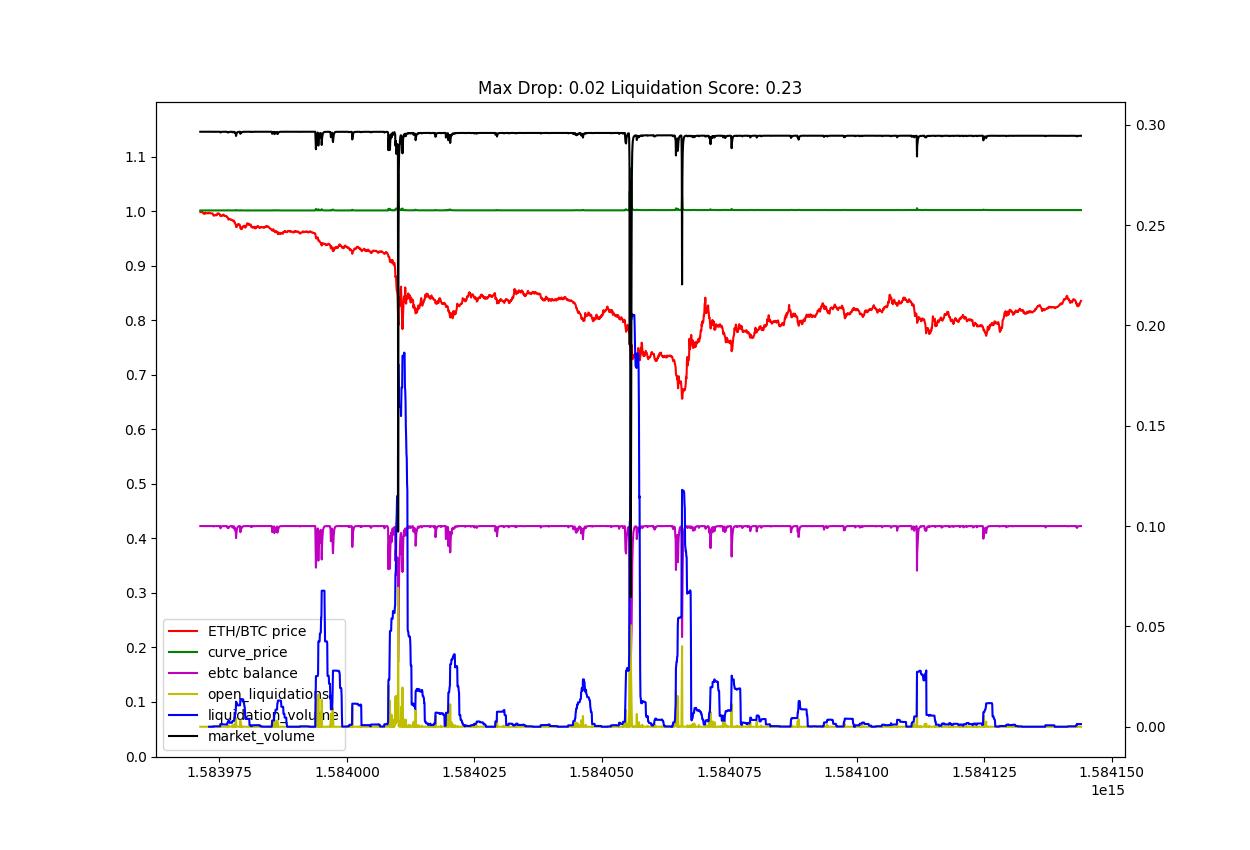 Max Drop: 0.02 Liquidation Score: 0.23
1.1
1.0
0.9
0.8
0.7
0.6
0.5
0.4
0.3
0.2
0.1
0.0
0.30
0.25
0.20
0.15
0.10
0.05
0.00
ETH/BTC price
curve_price
ebtc balance
open_liquidations
liquidation_volume
market_volume
1.583975 1.584000 1.584025 1.584050 1.584075 1.584100 1.584125 1.584150
1e15